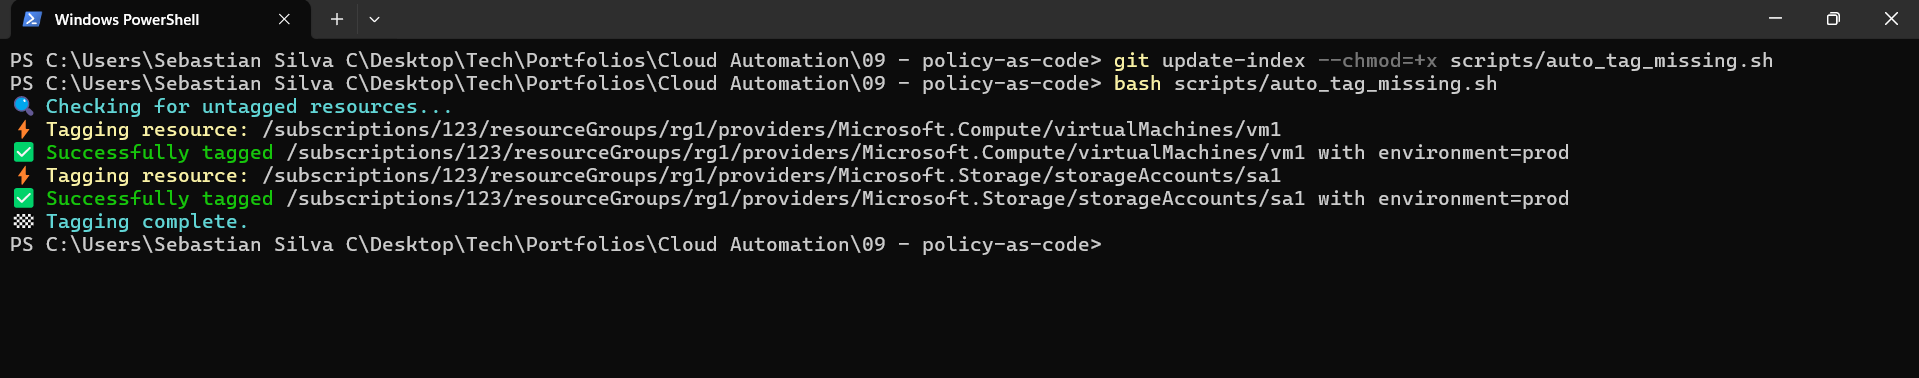 Windows PowerShell
PS C:\Users\Sebastian Silva C\Desktop\Tech\Portfolios\Cloud Automation\09 - policy-as-code> git update-index --chmod=+x scripts/auto_tag_missing.sh
PS C:\Users\Sebastian Silva C\Desktop\Tech\Portfolios\Cloud Automation\09 - policy-as-code> bash scripts/auto_tag_missing.sh
🔍 Checking for untagged resources...
⚡ Tagging resource: /subscriptions/123/resourceGroups/rg1/providers/Microsoft.Compute/virtualMachines/vm1
✅ Successfully tagged /subscriptions/123/resourceGroups/rg1/providers/Microsoft.Compute/virtualMachines/vm1 with environment=prod
⚡ Tagging resource: /subscriptions/123/resourceGroups/rg1/providers/Microsoft.Storage/storageAccounts/sa1
✅ Successfully tagged /subscriptions/123/resourceGroups/rg1/providers/Microsoft.Storage/storageAccounts/sa1 with environment=prod
🏁 Tagging complete.
PS C:\Users\Sebastian Silva C\Desktop\Tech\Portfolios\Cloud Automation\09 - policy-as-code>